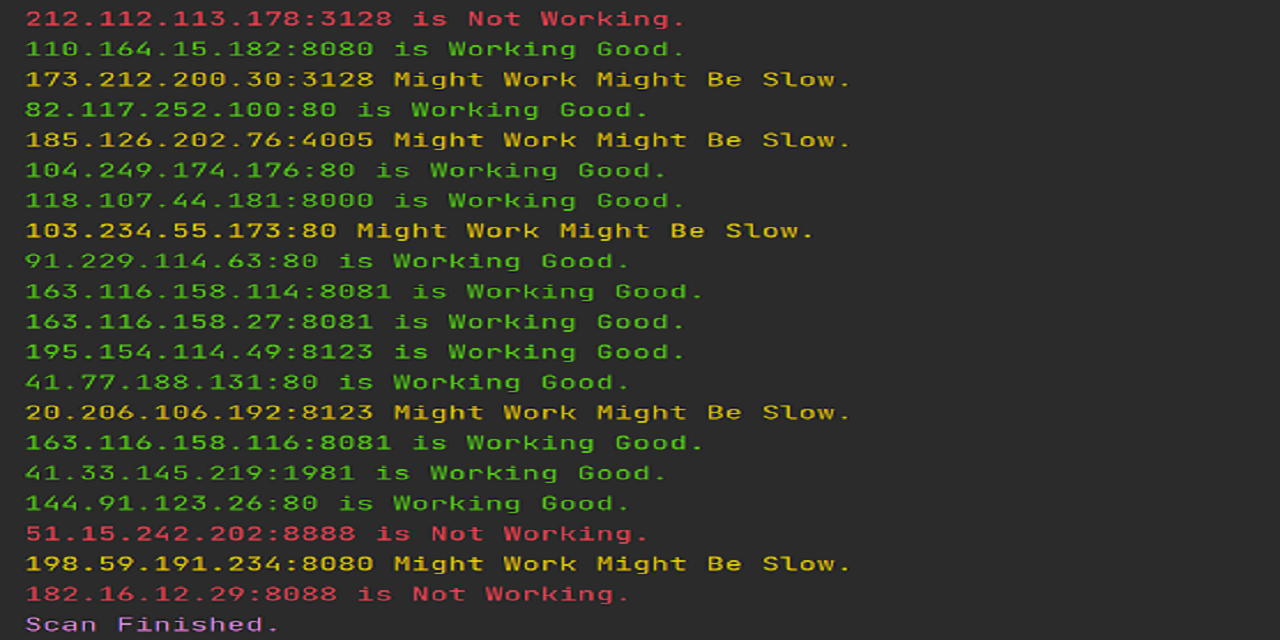 212.112.113.178:3128 is Not Working.
110.164.15.182:8080 is Working Good.
173.212.200.30:3128 Might Work Might Be Slow.
82.117.252.100:80 is Working Good.
185.126.202.76:4005 Might Work Might Be Slow.
104.249.174.176:80 is Working Good.
118.107.44.181:8000 is Working Good.
103.234.55.173:80 Might Work Might Be Slow.
91.229.114.63:80 is Working Good.
163.116.158.114:8081 is Working Good.
163.116.158.27:8081 is Working Good.
195.154.114.49:8123 is Working Good.
41.77.188.131:80 is Working Good.
20.206.106.192:8123 Might Work Might Be Slow.
163.116.158.116:8081 is Working Good.
41.33.145.219:1981 is Working Good.
144.91.123.26:80 is Working Good.
51.15.242.202:8888 is Not Working.
198.59.191.234:8080 Might Work Might Be Slow.
182.16.12.29:8088 is Not Working.
Scan Finished.